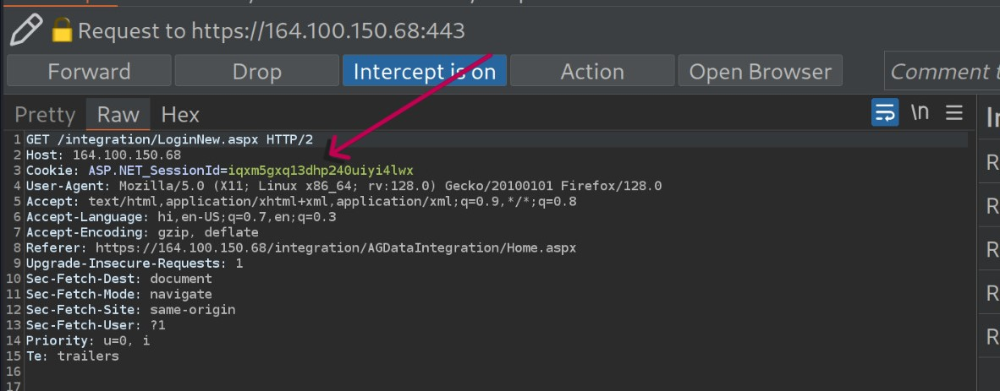 Request to https://164.100.150.68:443
Forward Drop Intercept is on Action Open Browser Comment
Pretty Raw Hex \n
1 GET /integration/LoginNew.aspx HTTP/2
2 Host: 164.100.150.68
3 Cookie: ASP.NET_SessionId=iqxm5gxq13dhp240uiyi4lwx
4 User-Agent: Mozilla/5.0 (X11; Linux x86_64; rv:128.0) Gecko/20100101 Firefox/128.0
5 Accept: text/html,application/xhtml+xml,application/xml;q=0.9,*/*;q=0.8
6 Accept-Language: hi,en-US;q=0.7,en;q=0.3
7 Accept-Encoding: gzip, deflate
8 Referer: https://164.100.150.68/integration/AGDataIntegration/Home.aspx
9 Upgrade-Insecure-Requests: 1
10 Sec-Fetch-Dest: document
11 Sec-Fetch-Mode: navigate
12 Sec-Fetch-Site: same-origin
13 Sec-Fetch-User: ?1
14 Priority: u=0, i
15 Te: trailers
16
17